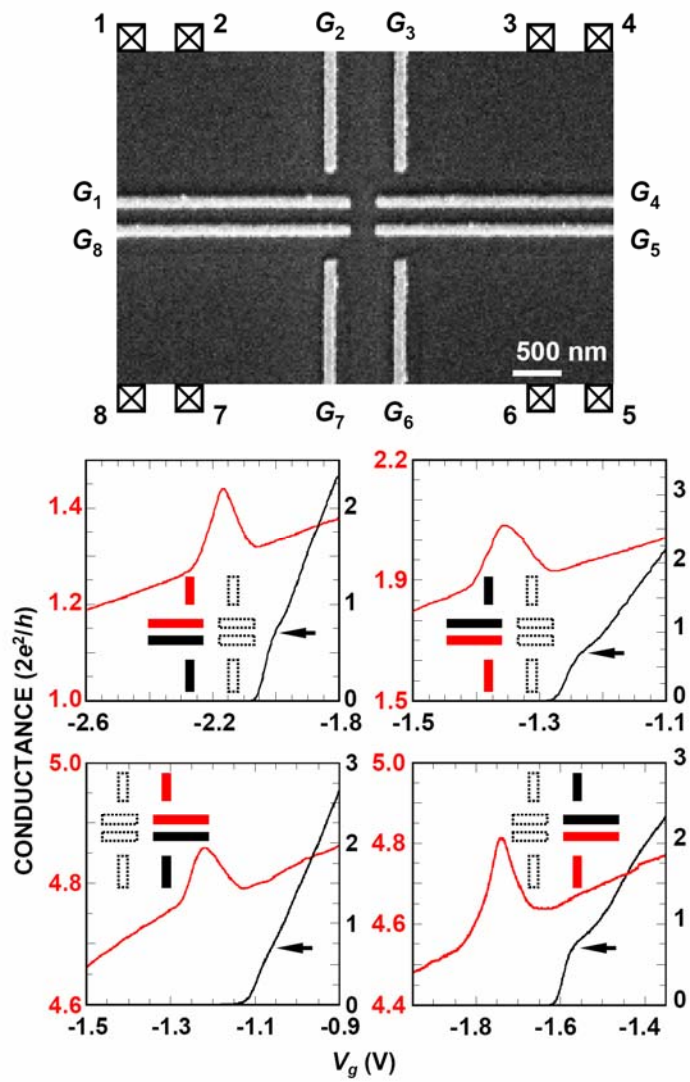 1 2 G2 G3 3 4
G1 G4
G8 G5
500 nm
8 7 G7 G6 6 5
CONDUCTANCE (2e²/h)
1.4
1.2
1.0
2
1
0
-2.6 -2.2 -1.8
2.2
1.9
1.5
3
2
1
0
-1.5 -1.3 -1.1
5.0
4.8
4.6
3
2
1
0
-1.5 -1.3 -1.1 -0.9
5.0
4.8
4.6
4.4
3
2
1
0
-1.8 -1.6 -1.4
Vg (V)